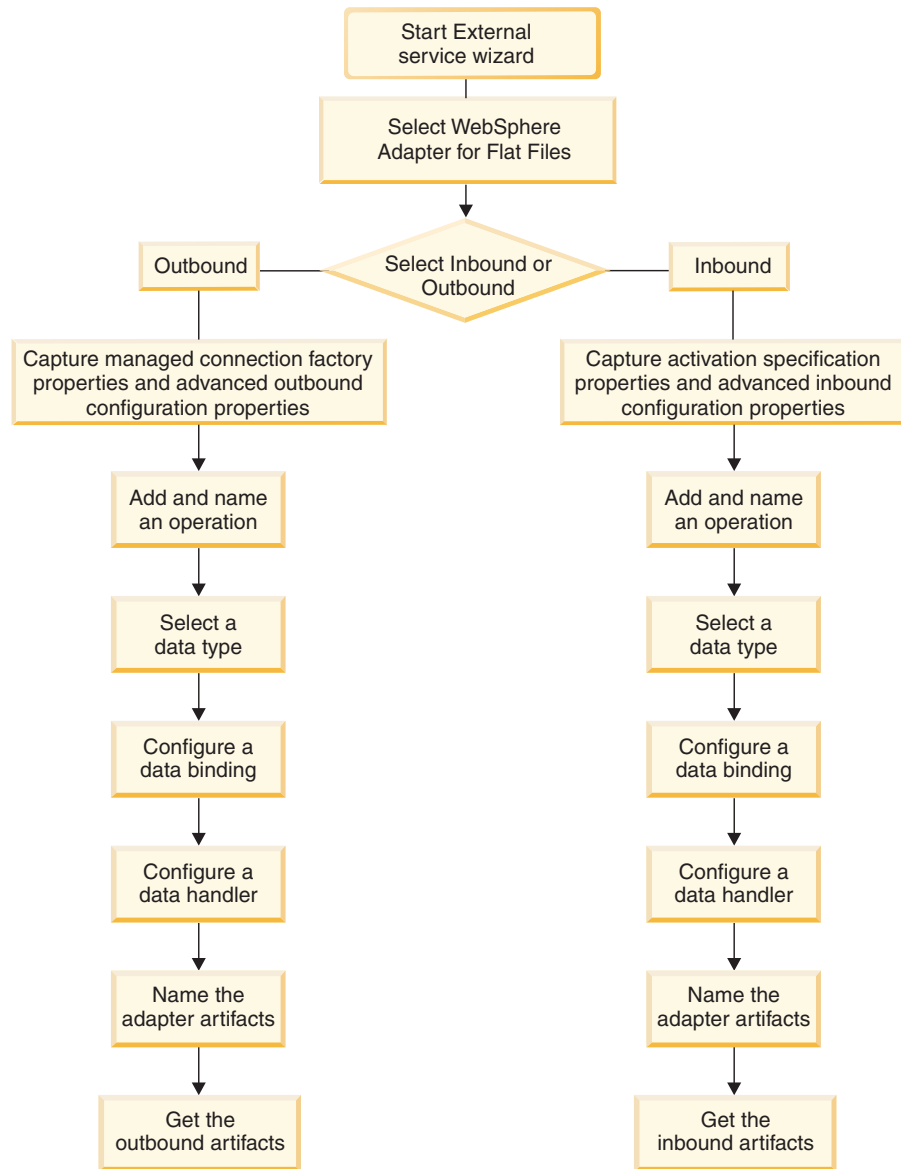 Start External
service wizard
Select WebSphere
Adapter for Flat Files
Select Inbound or
Outbound
Outbound
Inbound
Capture managed connection factory
properties and advanced outbound
configuration properties
Capture activation specification
properties and advanced inbound
configuration properties
Add and name
an operation
Add and name
an operation
Select a
data type
Select a
data type
Configure a
data binding
Configure a
data binding
Configure a
data handler
Configure a
data handler
Name the
adapter artifacts
Name the
adapter artifacts
Get the
outbound artifacts
Get the
inbound artifacts